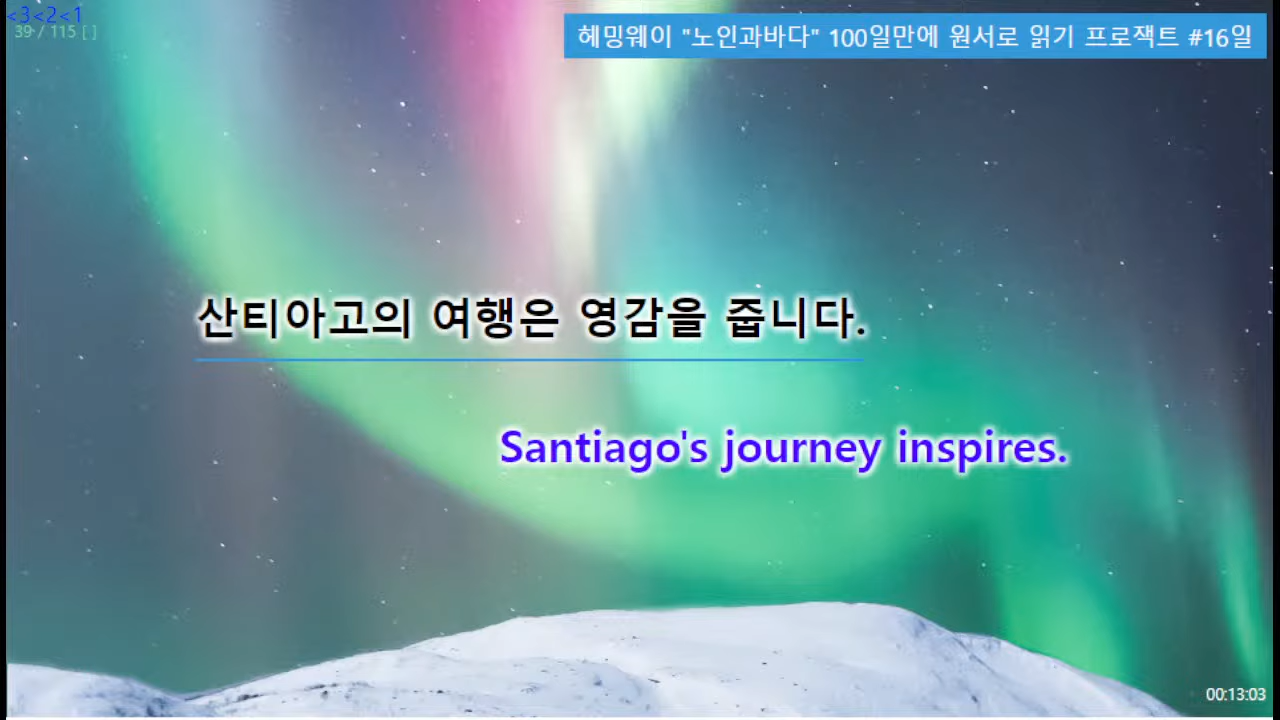 <3<2<1
39 / 115 [ ]
헤밍웨이 "노인과바다" 100일만에 원서로 읽기 프로잭트 #16일
산티아고의 여행은 영감을 줍니다.
Santiago's journey inspires.
00:13:03